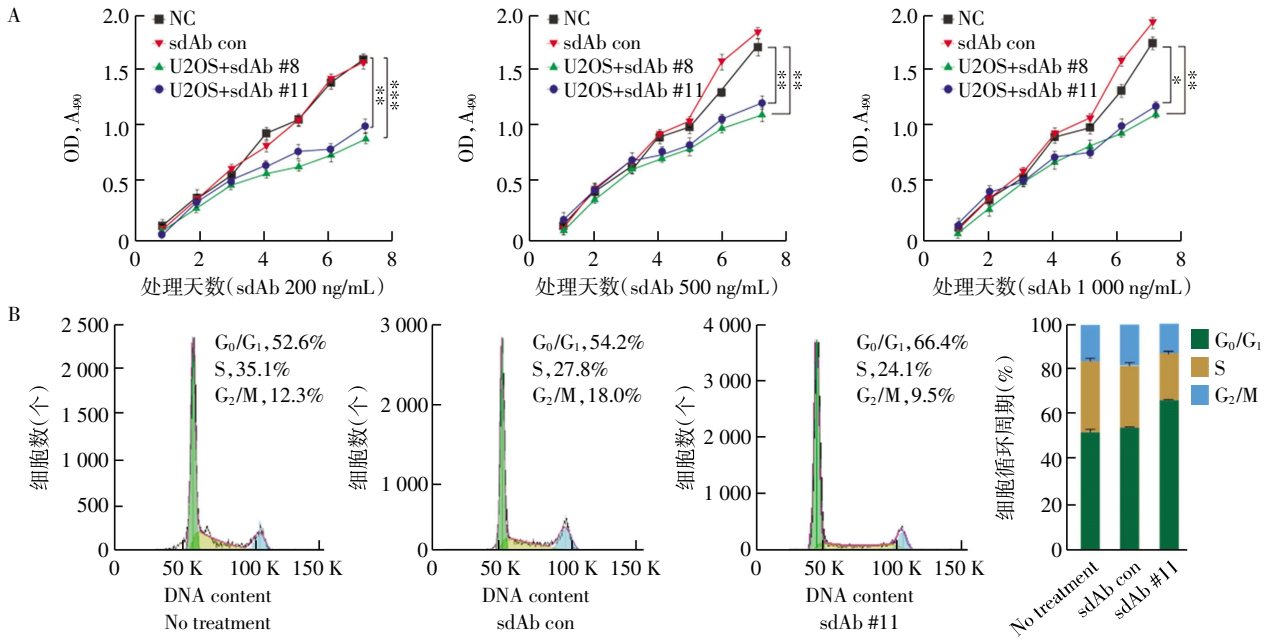 A
NC
sdAb con
U2OS+sdAb #8
U2OS+sdAb #11
2.0
1.5
1.0
0.5
0
OD, A₄₉₀
**
***
0 2 4 6 8
处理天数(sdAb 200 ng/mL)
NC
sdAb con
U2OS+sdAb #8
U2OS+sdAb #11
2.0
1.5
1.0
0.5
0
OD, A₄₉₀
**
**
0 2 4 6 8
处理天数(sdAb 500 ng/mL)
NC
sdAb con
U2OS+sdAb #8
U2OS+sdAb #11
2.0
1.5
1.0
0.5
0
OD, A₄₉₀
*
**
0 2 4 6 8
处理天数(sdAb 1 000 ng/mL)
B
2 500
2 000
1 500
1 000
500
0
细胞数(个)
G₀/G₁,52.6%
S,35.1%
G₂/M,12.3%
0 50 K 100 K 150 K
DNA content
No treatment
3 000
2 000
1 000
0
细胞数(个)
G₀/G₁,54.2%
S,27.8%
G₂/M,18.0%
0 50 K 100 K 150 K
DNA content
sdAb con
4 000
3 000
2 000
1 000
0
细胞数(个)
G₀/G₁,66.4%
S,24.1%
G₂/M,9.5%
0 50 K 100 K 150 K
DNA content
sdAb #11
100
80
60
40
20
0
细胞循环周期(%)
G₀/G₁
S
G₂/M
No treatment
sdAb con
sdAb #11